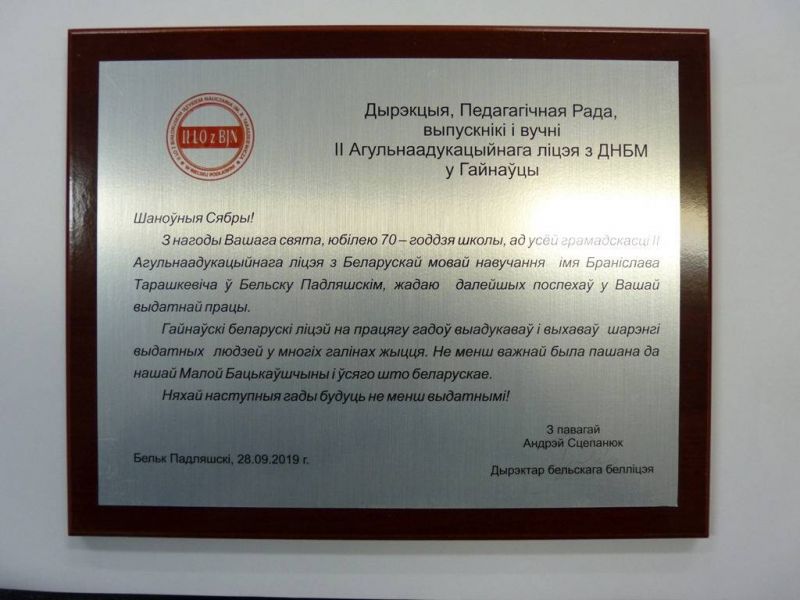 II LO z BJN
Дырэкцыя, Педагагічная Рада,
выпускнікі і вучні
II Агульнаадукацыйнага ліцэя з ДНБМ
у Гайнаўцы
Шаноўныя Сябры!
З нагоды Вашага свята, юбілею 70 – годдзя школы, ад усёй грамадскасці II
Агульнаадукацыйнага ліцэя з Беларускай мовай навучання імя Браніслава
Тарашкевіча ў Бельску Падляшскім, жадаю далейшых поспехаў у Вашай
выдатнай працы.
Гайнаўскі беларускі ліцэй на працягу гадоў выадукаваў і выхаваў шарэнгі
выдатных людзей у многіх галінах жыцця. Не менш важнай была пашана да
нашай Малой Бацькаўшчыны і ўсяго што беларускае.
Няхай наступныя гады будуць не менш выдатнымі!
З павагай
Андрэй Сцепанюк
Бельк Падляшскі, 28.09.2019 г.
Дырэктар бельскага белліцэя